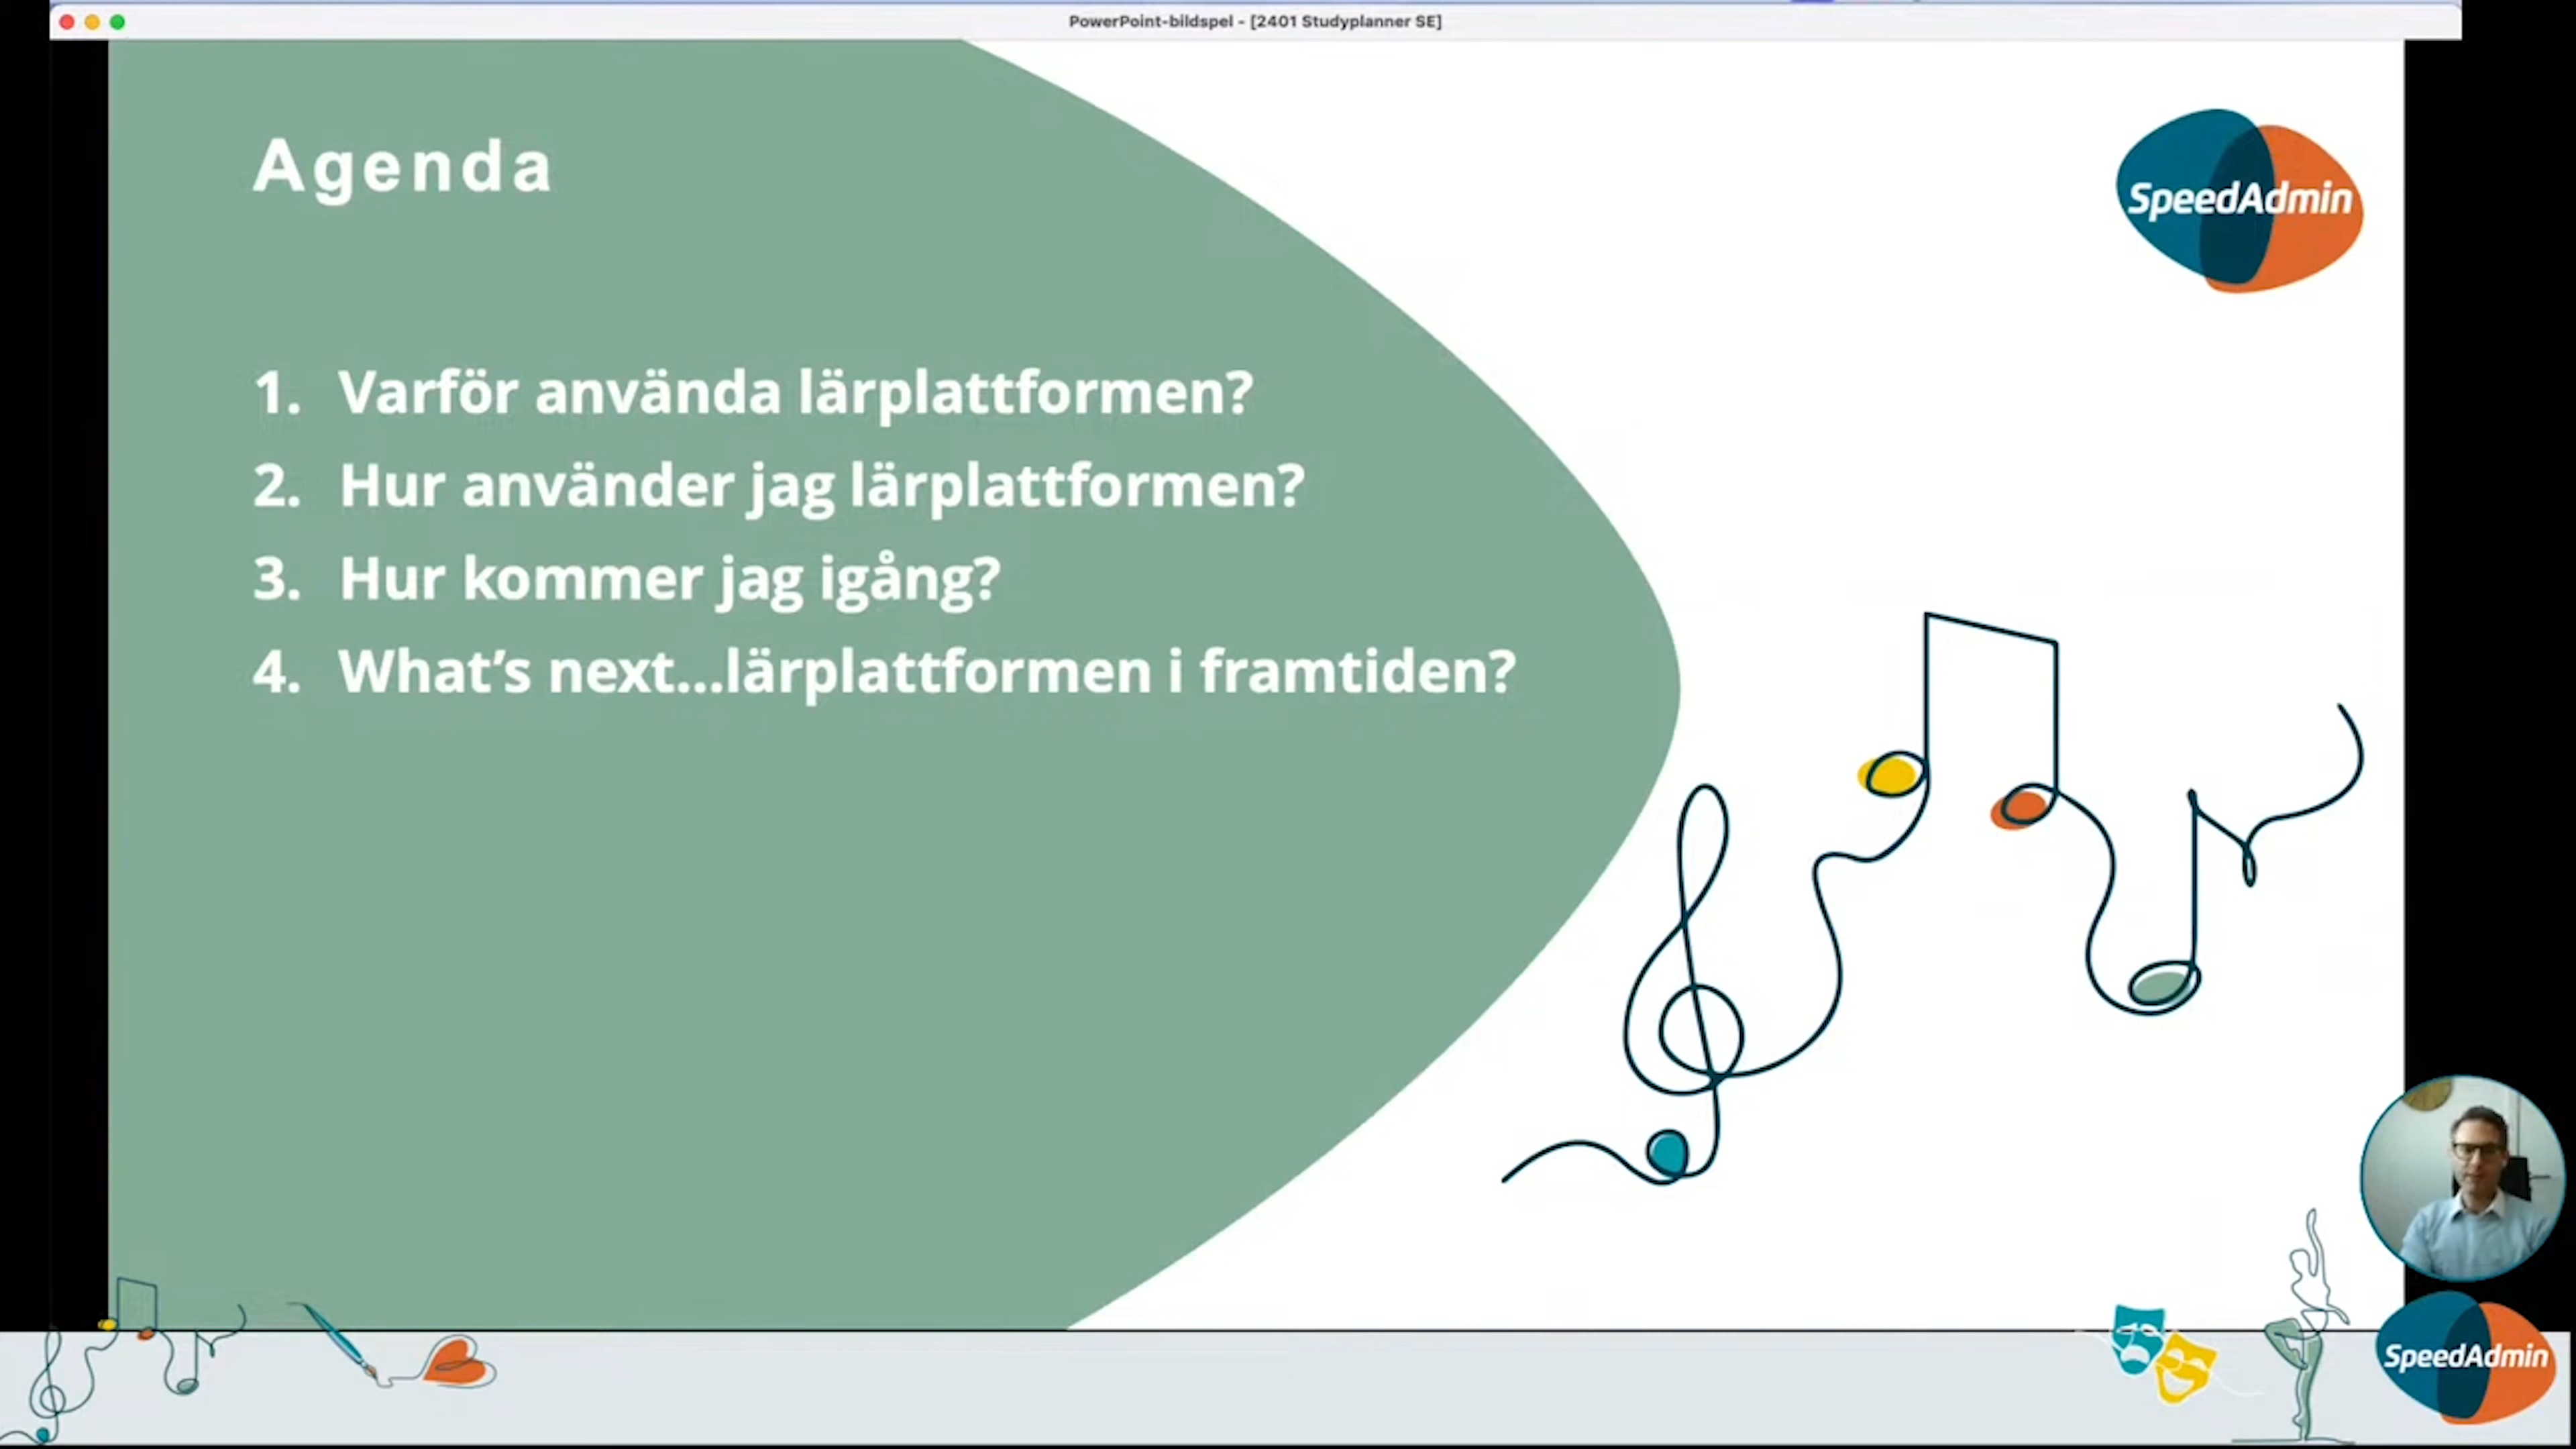 PowerPoint-bildspel - [2401 Studyplanner SE]
Agenda
SpeedAdmin
1. Varför använda lärplattformen?
2. Hur använder jag lärplattformen?
3. Hur kommer jag igång?
4. What’s next...lärplattformen i framtiden?
SpeedAdmin